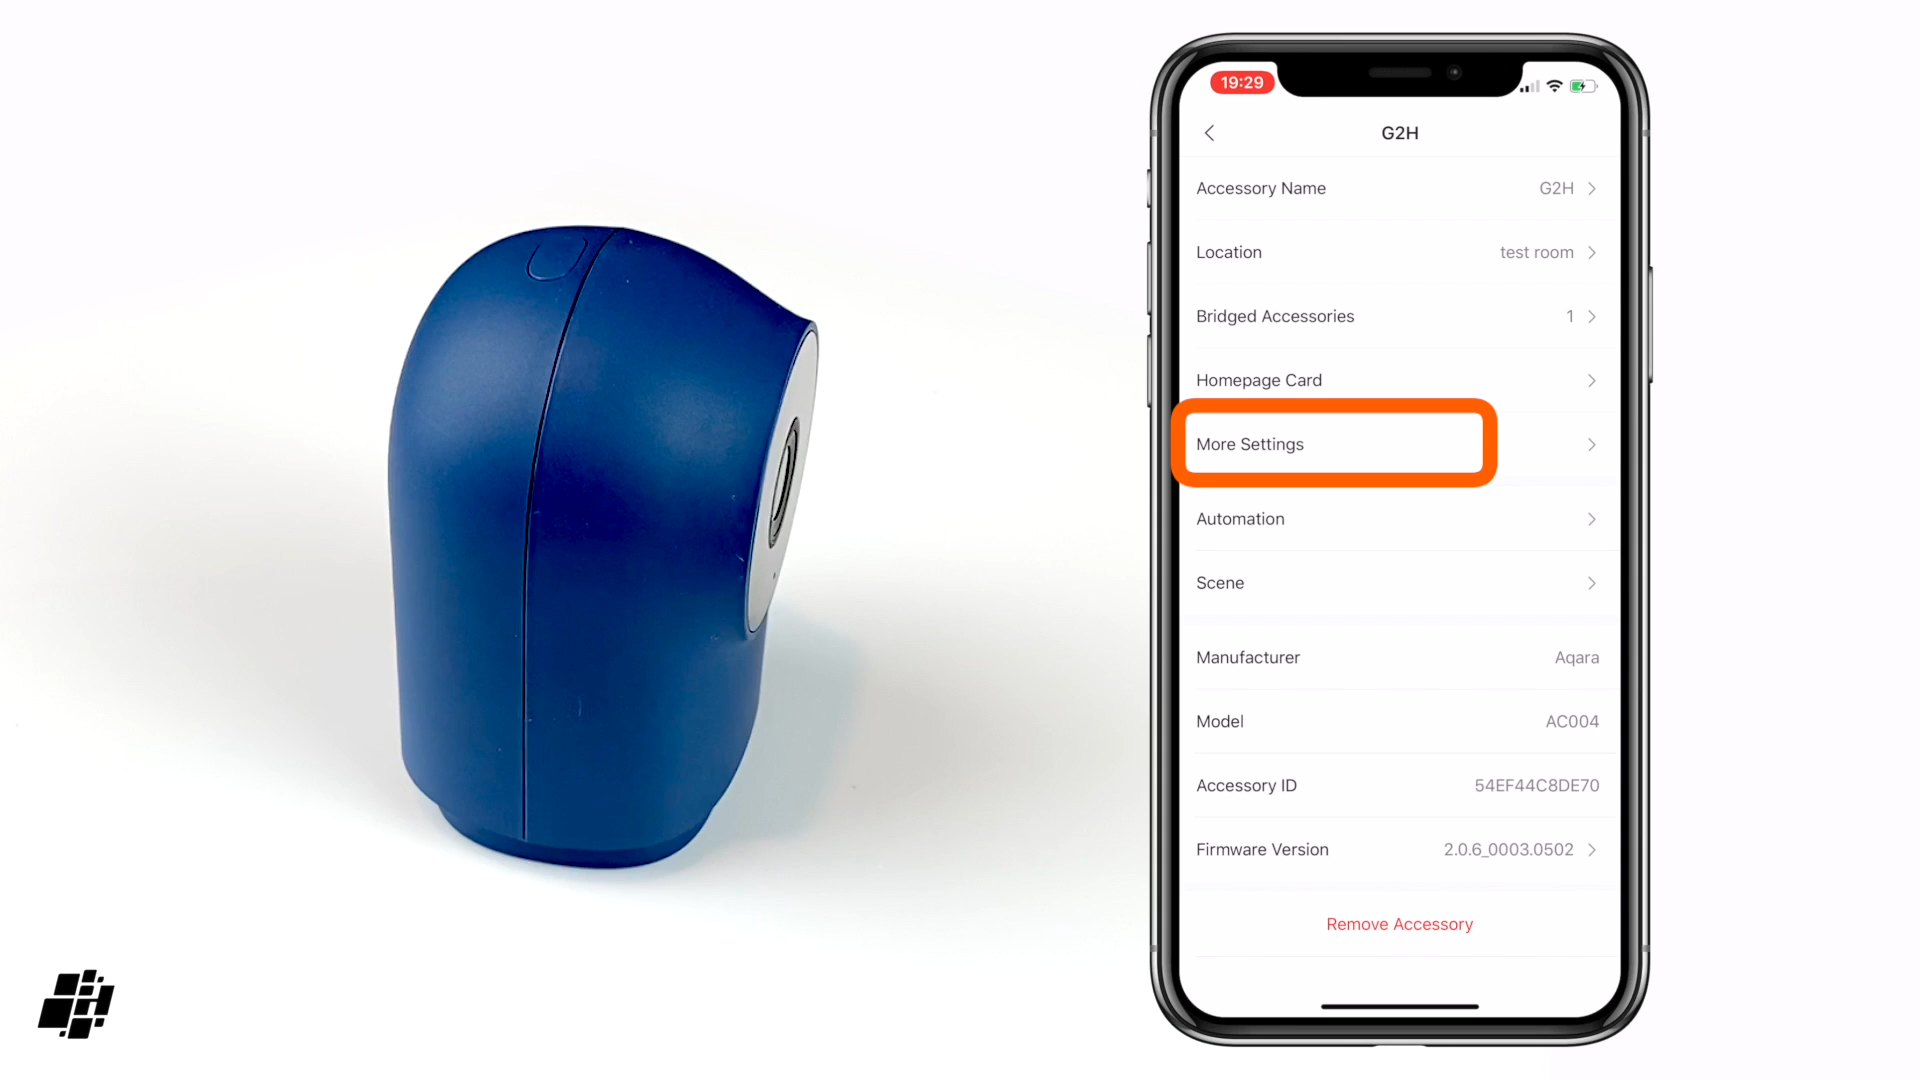 19:29
G2H
Accessory Name G2H
Location test room
Bridged Accessories 1
Homepage Card
More Settings
Automation
Scene
Manufacturer Aqara
Model AC004
Accessory ID 54EF44C8DE70
Firmware Version 2.0.6_0003.0502
Remove Accessory